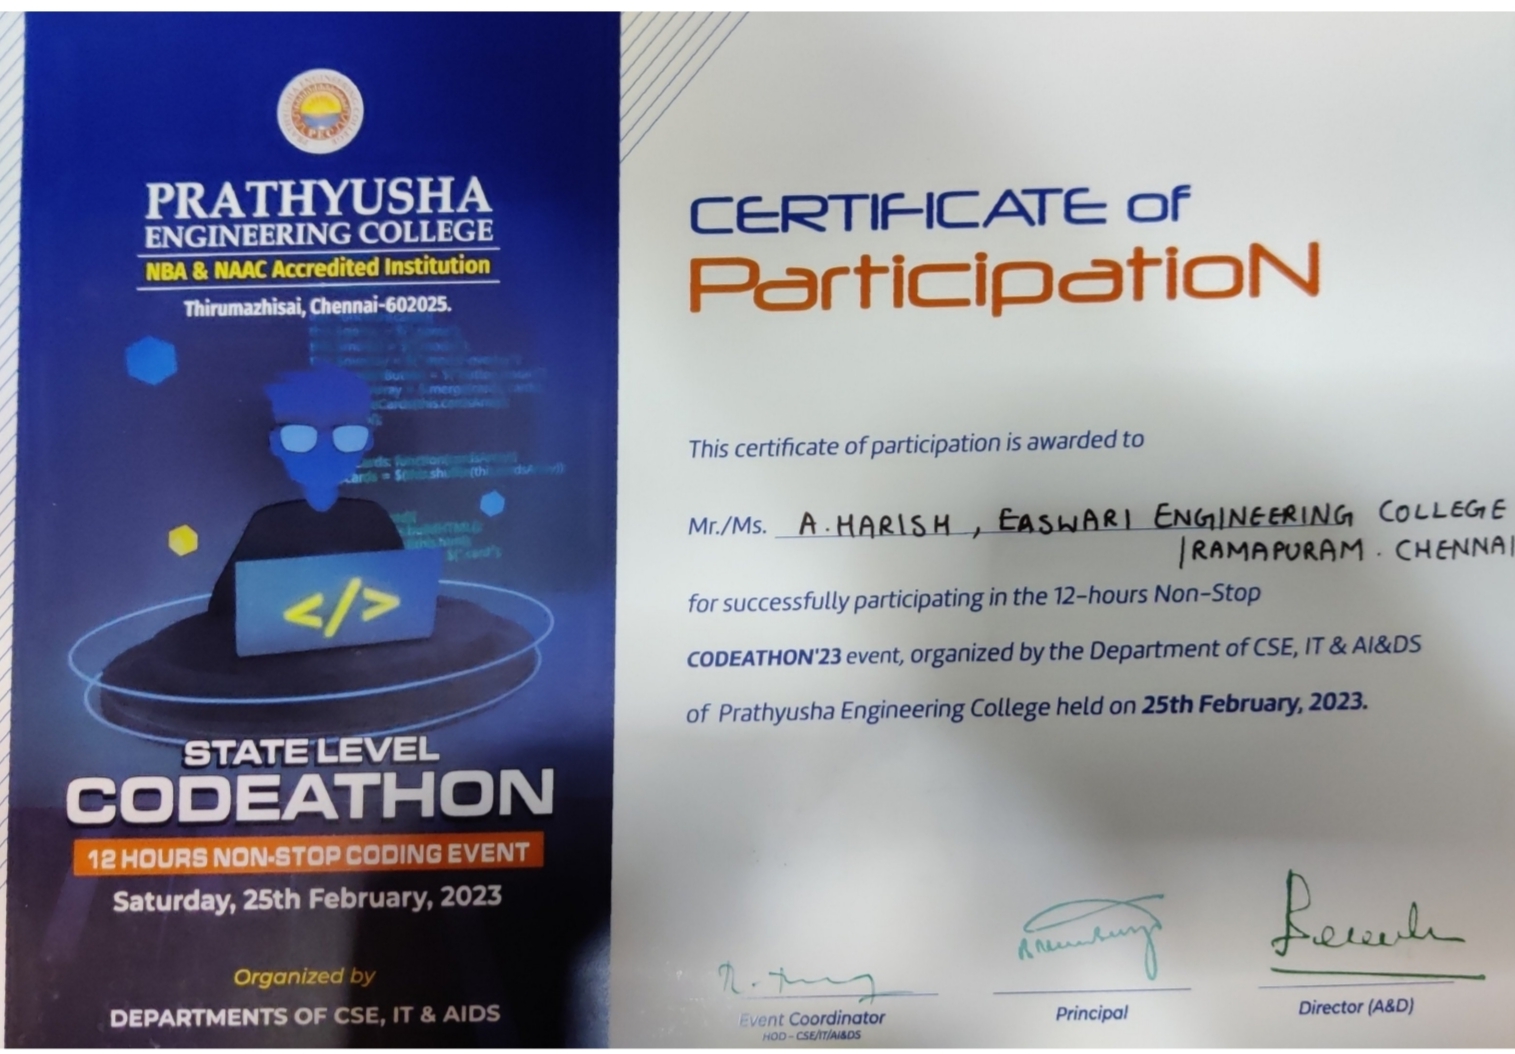 PRATHYUSHA
ENGINEERING COLLEGE
NBA & NAAC Accredited Institution
Thirumazhisai, Chennai-602025.
</>
STATE LEVEL
CODEATHON
12 HOURS NON-STOP CODING EVENT
Saturday, 25th February, 2023
Organized by
DEPARTMENTS OF CSE, IT & AIDS
CERTIFICATE of
ParticipatioN
This certificate of participation is awarded to
Mr./Ms. A. HARISH, EASWARI ENGINEERING COLLEGE
RAMAPURAM. CHENNAI
for successfully participating in the 12-hours Non-Stop
CODEATHON'23 event, organized by the Department of CSE, IT & AI&DS
of Prathyusha Engineering College held on 25th February, 2023.
Event Coordinator
HOD - CSE/IT/AI&DS
Principal
Director (A&D)